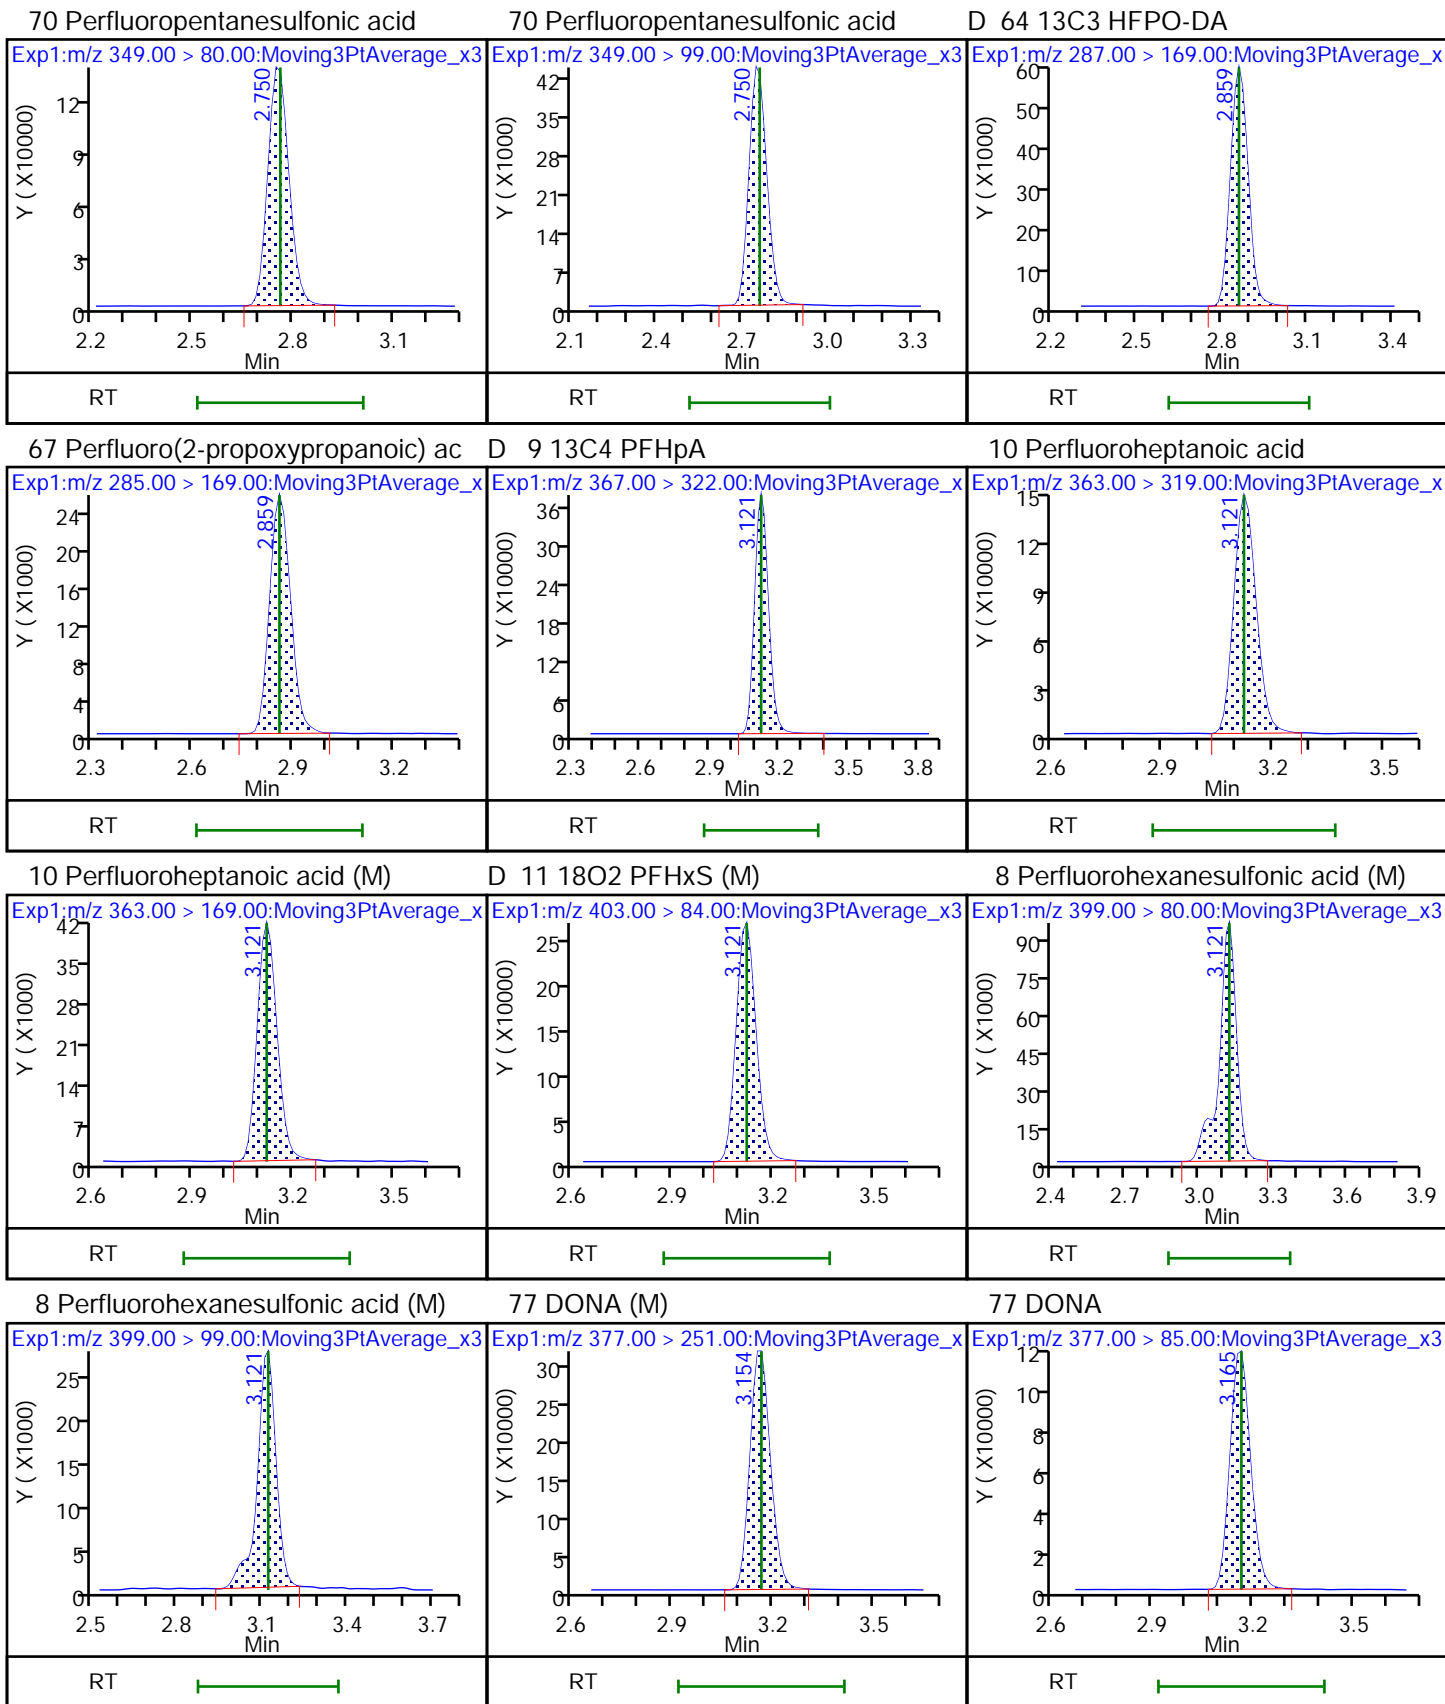 70 Perfluoropentanesulfonic acid
70 Perfluoropentanesulfonic acid
D 64 13C3 HFPO-DA
Exp1:m/z 349.00 > 80.00:Moving3PtAverage_x3
Exp1:m/z 349.00 > 99.00:Moving3PtAverage_x3
Exp1:m/z 287.00 > 169.00:Moving3PtAverage_x
2.750
2.750
2.859
Y ( X10000)
12
9
6
3
0
Y ( X1000)
42
35
28
21
14
7
0
Y ( X1000)
60
50
40
30
20
10
0
2.2 2.5 2.8 3.1
2.1 2.4 2.7 3.0 3.3
2.2 2.5 2.8 3.1 3.4
Min
Min
Min
RT
RT
RT
67 Perfluoro(2-propoxypropanoic) ac
D 9 13C4 PFHpA
10 Perfluoroheptanoic acid
Exp1:m/z 285.00 > 169.00:Moving3PtAverage_x
Exp1:m/z 367.00 > 322.00:Moving3PtAverage_x
Exp1:m/z 363.00 > 319.00:Moving3PtAverage_x
2.859
3.121
3.121
Y ( X1000)
24
20
16
12
8
4
0
Y ( X10000)
36
30
24
18
12
6
0
Y ( X10000)
15
12
9
6
3
0
2.3 2.6 2.9 3.2
2.3 2.6 2.9 3.2 3.5 3.8
2.6 2.9 3.2 3.5
Min
Min
Min
RT
RT
RT
10 Perfluoroheptanoic acid (M)
D 11 18O2 PFHxS (M)
8 Perfluorohexanesulfonic acid (M)
Exp1:m/z 363.00 > 169.00:Moving3PtAverage_x
Exp1:m/z 403.00 > 84.00:Moving3PtAverage_x3
Exp1:m/z 399.00 > 80.00:Moving3PtAverage_x3
3.121
3.121
3.121
Y ( X1000)
42
35
28
21
14
7
0
Y ( X10000)
25
20
15
10
5
0
Y ( X1000)
90
75
60
45
30
15
0
2.6 2.9 3.2 3.5
2.6 2.9 3.2 3.5
2.4 2.7 3.0 3.3 3.6 3.9
Min
Min
Min
RT
RT
RT
8 Perfluorohexanesulfonic acid (M)
77 DONA (M)
77 DONA
Exp1:m/z 399.00 > 99.00:Moving3PtAverage_x3
Exp1:m/z 377.00 > 251.00:Moving3PtAverage_x
Exp1:m/z 377.00 > 85.00:Moving3PtAverage_x3
3.121
3.154
3.165
Y ( X1000)
25
20
15
10
5
0
Y ( X10000)
30
25
20
15
10
5
0
Y ( X10000)
12
10
8
6
4
2
0
2.5 2.8 3.1 3.4 3.7
2.6 2.9 3.2 3.5
2.6 2.9 3.2 3.5
Min
Min
Min
RT
RT
RT